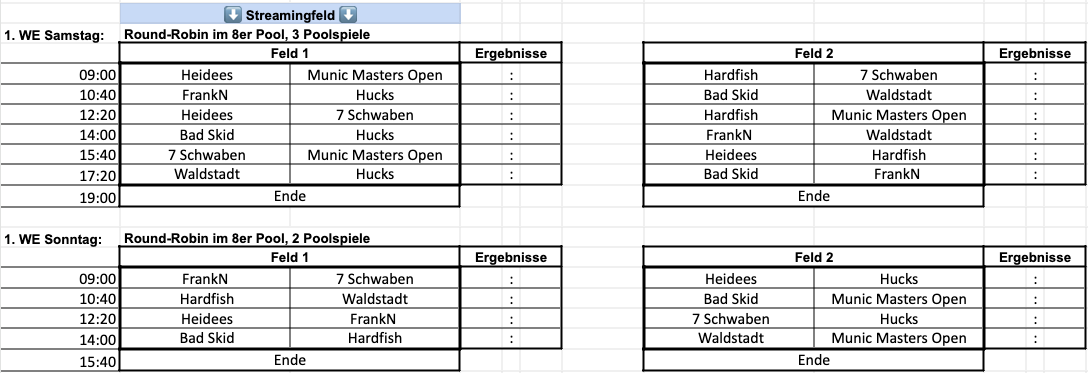 ⬇️ Streamingfeld ⬇️
1. WE Samstag: Round-Robin im 8er Pool, 3 Poolspiele
Feld 1 Ergebnisse Feld 2 Ergebnisse
09:00 Heidees Munic Masters Open : Hardfish 7 Schwaben :
10:40 FrankN Hucks : Bad Skid Waldstadt :
12:20 Heidees 7 Schwaben : Hardfish Munic Masters Open :
14:00 Bad Skid Hucks : FrankN Waldstadt :
15:40 7 Schwaben Munic Masters Open : Heidees Hardfish :
17:20 Waldstadt Hucks : Bad Skid FrankN :
19:00 Ende Ende
1. WE Sonntag: Round-Robin im 8er Pool, 2 Poolspiele
Feld 1 Ergebnisse Feld 2 Ergebnisse
09:00 FrankN 7 Schwaben : Heidees Hucks :
10:40 Hardfish Waldstadt : Bad Skid Munic Masters Open :
12:20 Heidees FrankN : 7 Schwaben Hucks :
14:00 Bad Skid Hardfish : Waldstadt Munic Masters Open :
15:40 Ende Ende